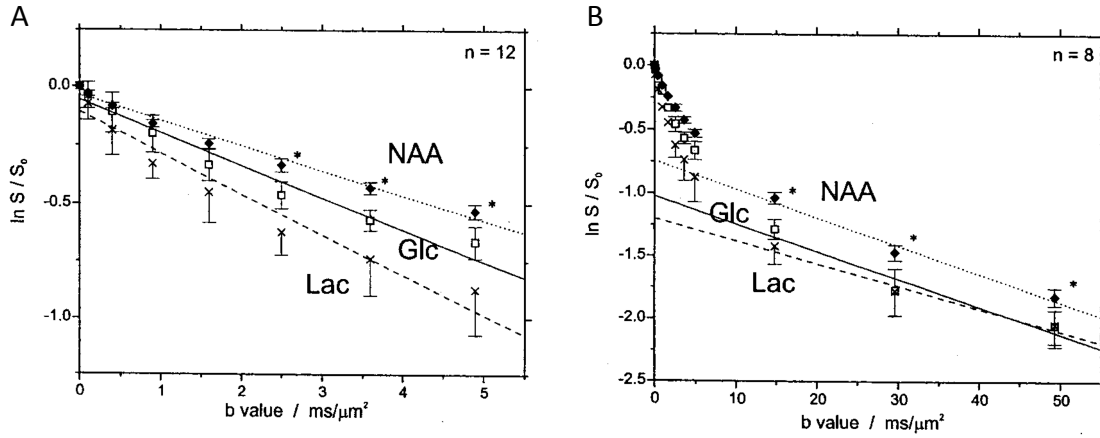 A
n = 12
ln S / S₀
0.0
-0.5
-1.0
NAA
Glc
Lac
* * *
0 1 2 3 4 5
b value / ms/μm²
B
n = 8
ln S / S₀
0.0
-0.5
-1.0
-1.5
-2.0
-2.5
NAA
Glc
Lac
* * *
0 10 20 30 40 50
b value / ms/μm²